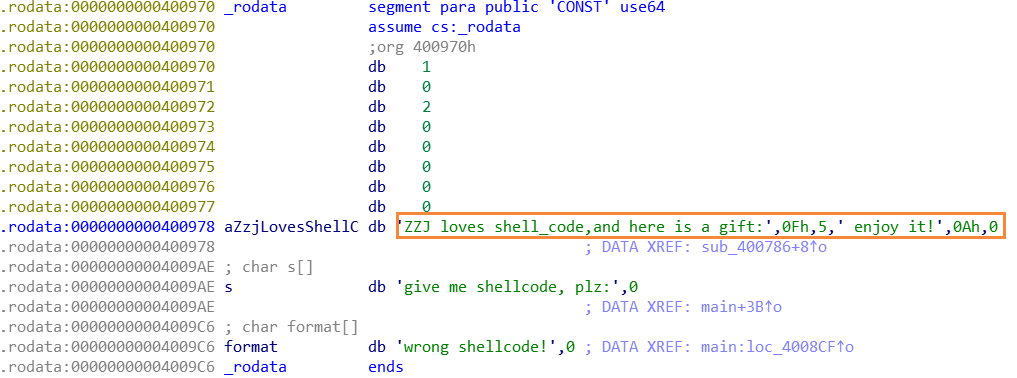 .rodata:0000000000400970 _rodata segment para public 'CONST' use64
.rodata:0000000000400970 assume cs:_rodata
.rodata:0000000000400970 ;org 400970h
.rodata:0000000000400970 db 1
.rodata:0000000000400971 db 0
.rodata:0000000000400972 db 2
.rodata:0000000000400973 db 0
.rodata:0000000000400974 db 0
.rodata:0000000000400975 db 0
.rodata:0000000000400976 db 0
.rodata:0000000000400977 db 0
.rodata:0000000000400978 aZzjLovesShellC db 'ZZJ loves shell_code,and here is a gift:',0Fh,5,' enjoy it!',0Ah,0
.rodata:0000000000400978 ; DATA XREF: sub_400786+8↑o
.rodata:00000000004009AE ; char s[]
.rodata:00000000004009AE s db 'give me shellcode, plz:',0
.rodata:00000000004009AE ; DATA XREF: main+3B↑o
.rodata:00000000004009C6 ; char format[]
.rodata:00000000004009C6 format db 'wrong shellcode!',0 ; DATA XREF: main:loc_4008CF↑o
.rodata:00000000004009C6 _rodata ends